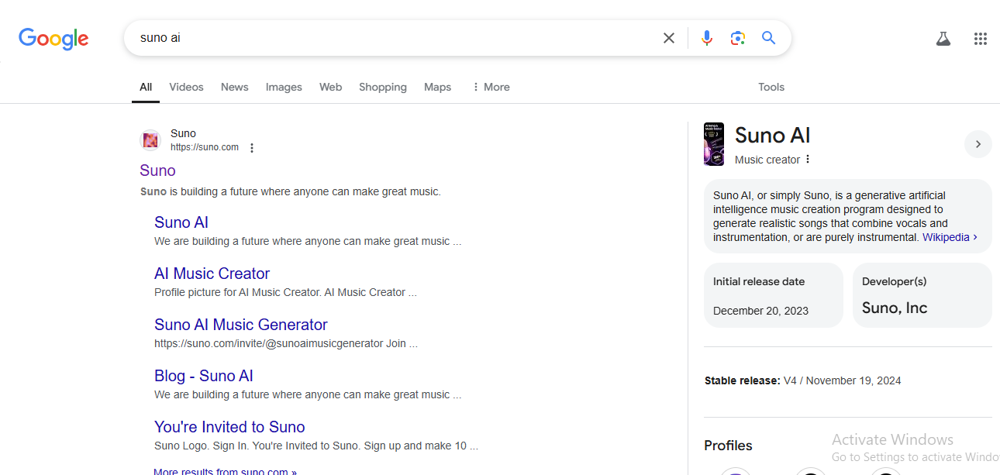 Google
suno ai
All Videos News Images Web Shopping Maps More Tools
Suno
https://suno.com
Suno
Suno is building a future where anyone can make great music.
Suno AI
We are building a future where anyone can make great music ...
AI Music Creator
Profile picture for AI Music Creator. AI Music Creator ...
Suno AI Music Generator
https://suno.com/invite/@sunoaimusicgenerator Join ...
Blog - Suno AI
We are building a future where anyone can make great music ...
You're Invited to Suno
Suno Logo. Sign In. You're Invited to Suno. Sign up and make 10 ...
More results from suno.com »
Suno AI
Music creator
Suno AI, or simply Suno, is a generative artificial
intelligence music creation program designed to
generate realistic songs that combine vocals and
instrumentation, or are purely instrumental. Wikipedia ›
Initial release date
December 20, 2023
Developer(s)
Suno, Inc
Stable release: V4 / November 19, 2024
Profiles
Activate Windows
Go to Settings to activate Windo